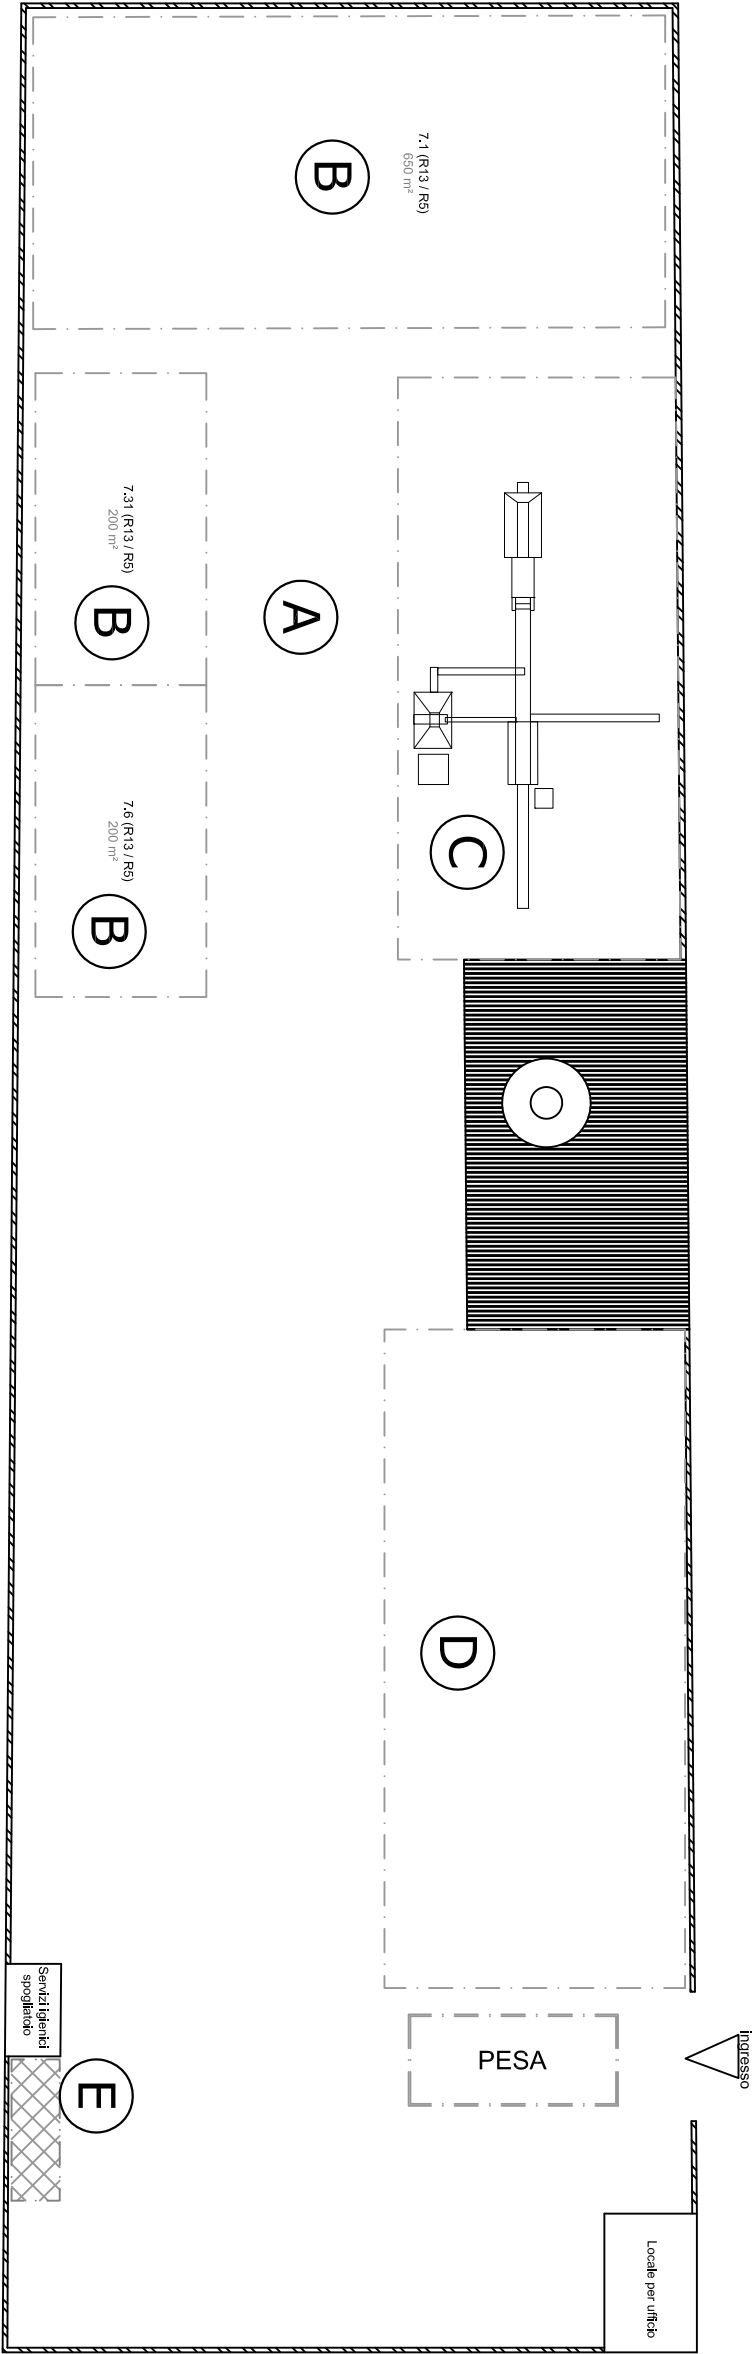 7.1 (R13 / R5)
650 m²
B
7.31 (R13 / R5)
200 m²
B
A
7.6 (R13 / R5)
200 m²
B
C
D
Servizi igienici
spogliatoio
PESA
ingresso
E
Locale per ufficio